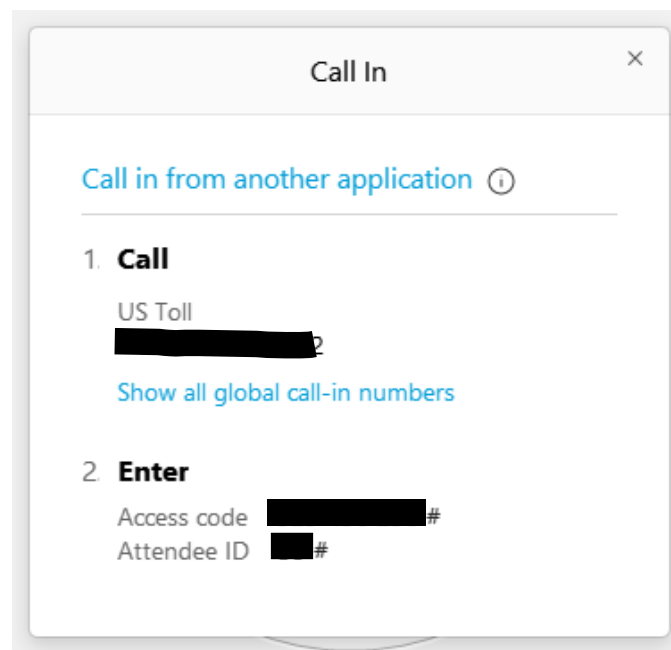 Call In
Call in from another application
1. Call
US Toll
2
Show all global call-in numbers
2. Enter
Access code #
Attendee ID #